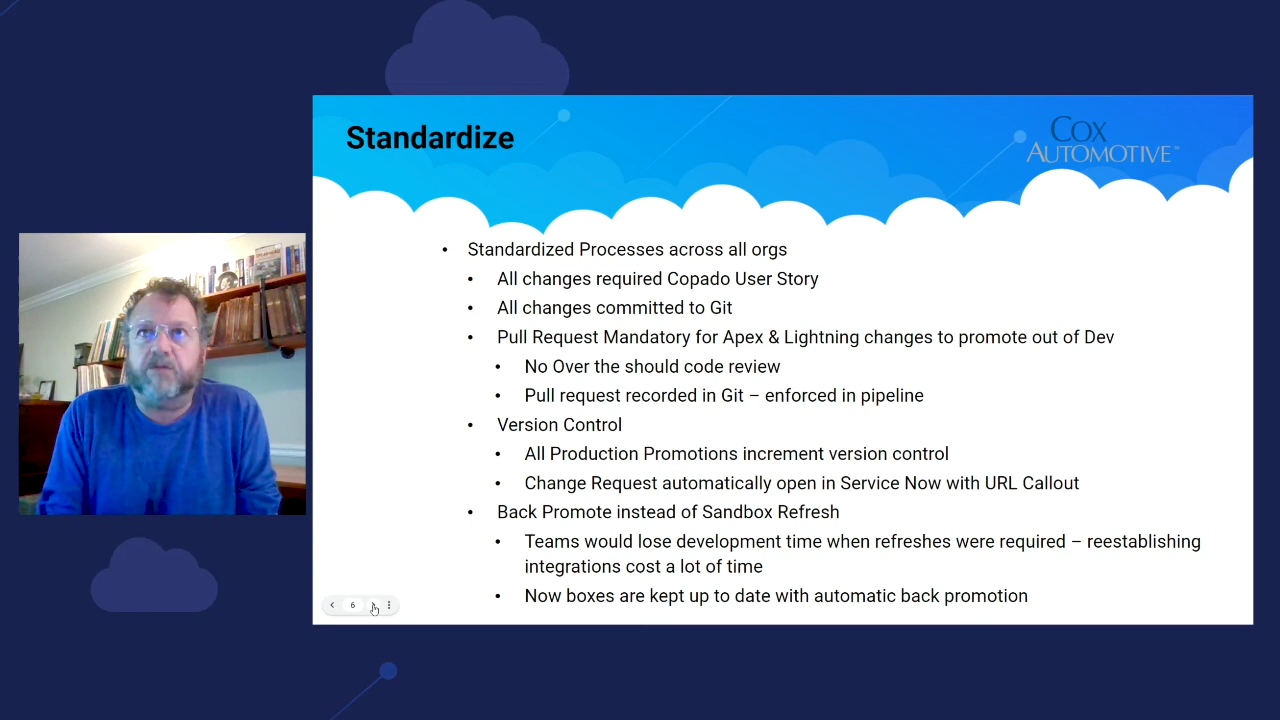 Standardize
COX
AUTOMOTIVE™
• Standardized Processes across all orgs
• All changes required Copado User Story
• All changes committed to Git
• Pull Request Mandatory for Apex & Lightning changes to promote out of Dev
• No Over the should code review
• Pull request recorded in Git – enforced in pipeline
• Version Control
• All Production Promotions increment version control
• Change Request automatically open in Service Now with URL Callout
• Back Promote instead of Sandbox Refresh
• Teams would lose development time when refreshes were required – reestablishing
integrations cost a lot of time
• Now boxes are kept up to date with automatic back promotion
6